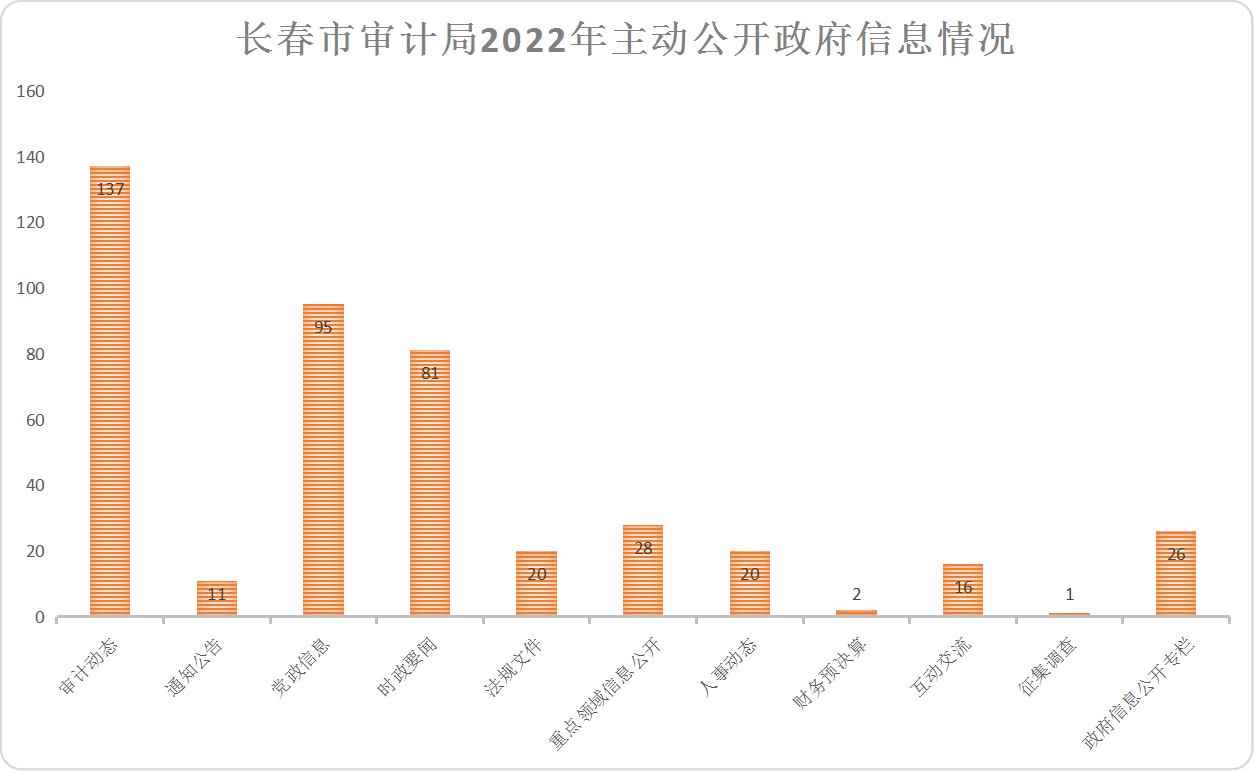 长春市审计局2022年主动公开政府信息情况
160
140
120
100
80
60
40
20
0
137
11
95
81
20
28
20
2
16
1
26
审计动态
通知公告
党政信息
时政要闻
法规文件
重点领域信息公开
人事动态
财务预决算
互动交流
征集调查
政府信息公开专栏